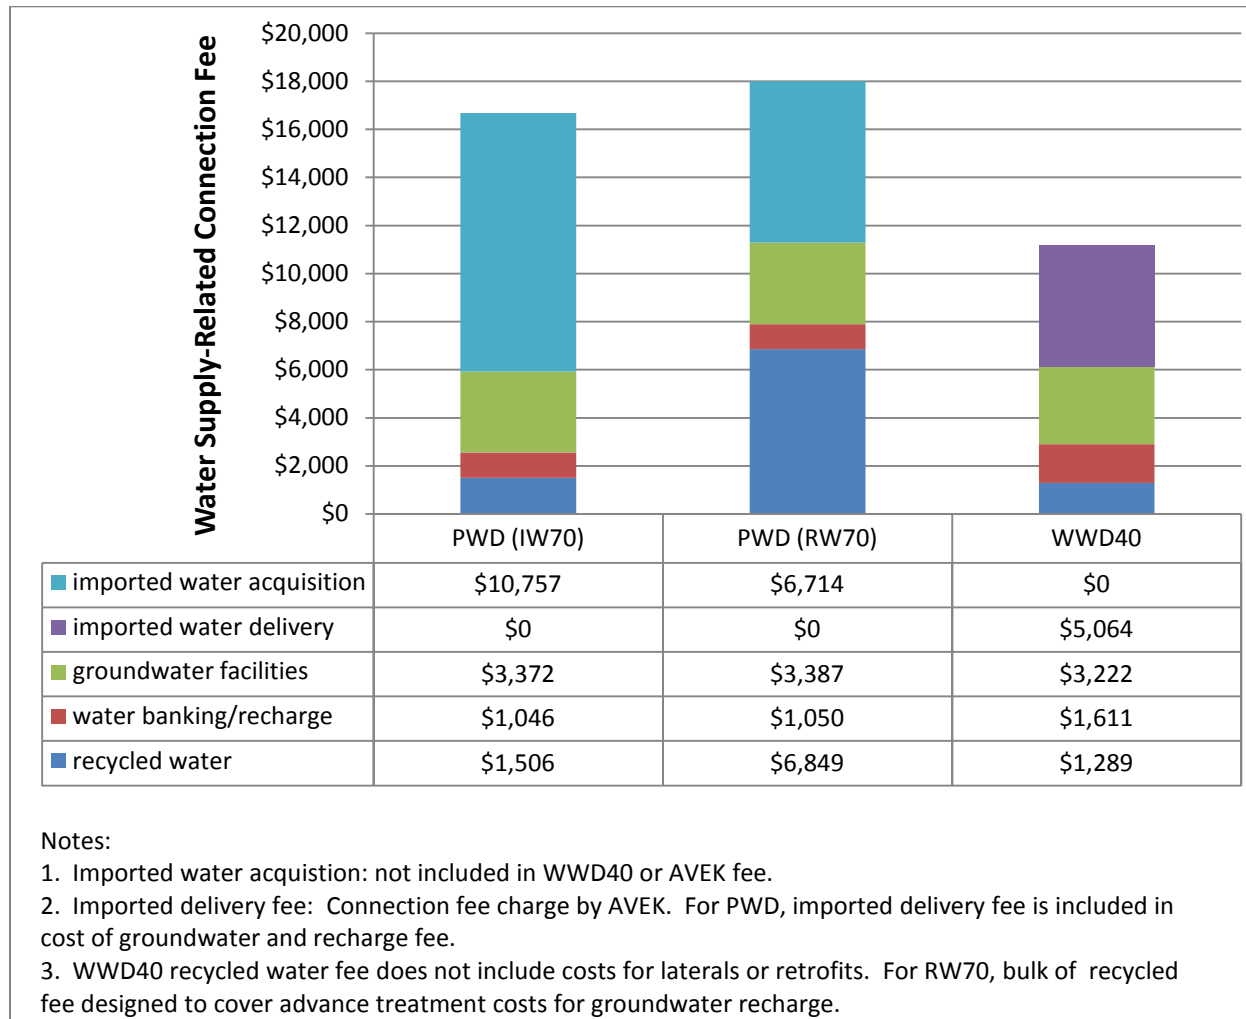 Water Supply-Related Connection Fee
$20,000
$18,000
$16,000
$14,000
$12,000
$10,000
$8,000
$6,000
$4,000
$2,000
$0
PWD (IW70) PWD (RW70) WWD40
imported water acquisition $10,757 $6,714 $0
imported water delivery $0 $0 $5,064
groundwater facilities $3,372 $3,387 $3,222
water banking/recharge $1,046 $1,050 $1,611
recycled water $1,506 $6,849 $1,289
Notes:
1. Imported water acquistion: not included in WWD40 or AVEK fee.
2. Imported delivery fee: Connection fee charge by AVEK. For PWD, imported delivery fee is included in
cost of groundwater and recharge fee.
3. WWD40 recycled water fee does not include costs for laterals or retrofits. For RW70, bulk of recycled
fee designed to cover advance treatment costs for groundwater recharge.